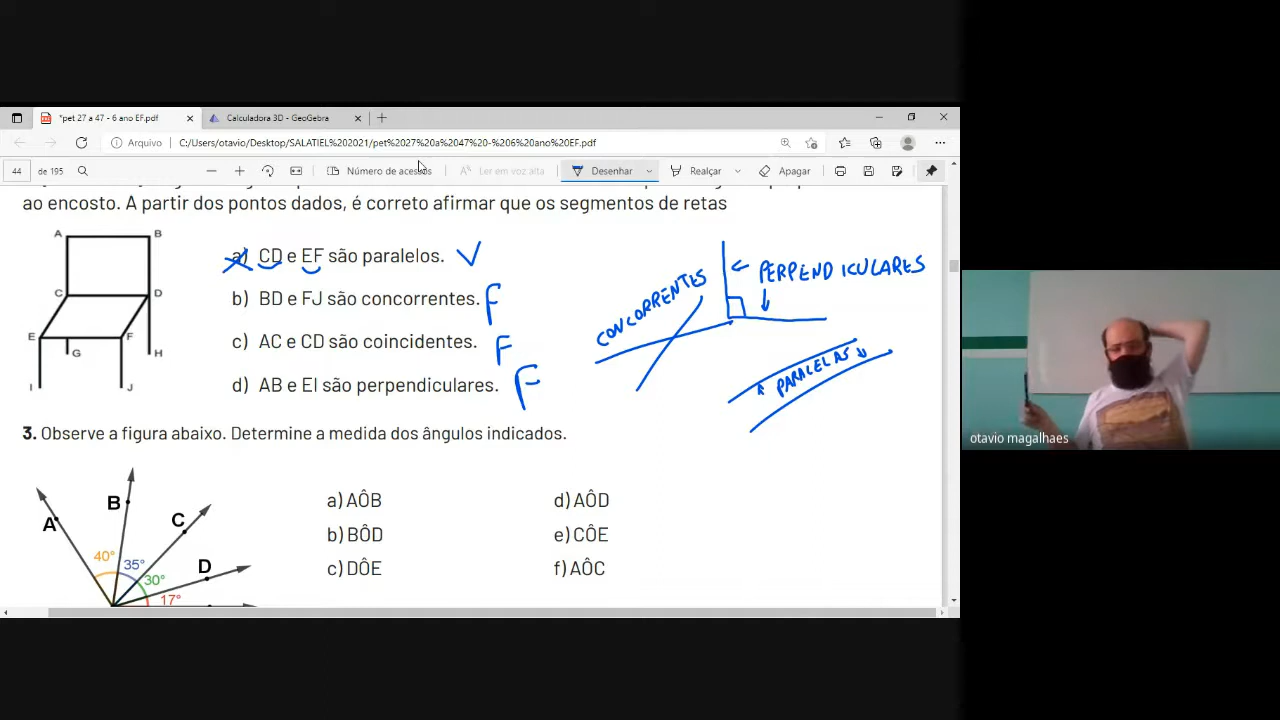 *pet 27 a 47 - 6 ano EF.pdf
Calculadora 3D - GeoGebra
Arquivo
C:/Users/otavio/Desktop/SALATIEL%202021/pet%2027%20a%2047%20-%206%20ano%20EF.pdf
44 de 195
Número de acessos
Ler em voz alta
Desenhar
Realçar
Apagar
ao encosto. A partir dos pontos dados, é correto afirmar que os segmentos de retas
A B
C D
E F
G H
I J
a) CD e EF são paralelos. V
b) BD e FJ são concorrentes. F
c) AC e CD são coincidentes. F
d) AB e EI são perpendiculares. F
CONCORRENTES
PERPENDICULARES
PARALELAS
otavio magalhaes
3. Observe a figura abaixo. Determine a medida dos ângulos indicados.
A B C D
40° 35° 30° 17°
a) AÔB
b) BÔD
c) DÔE
d) AÔD
e) CÔE
f) AÔC